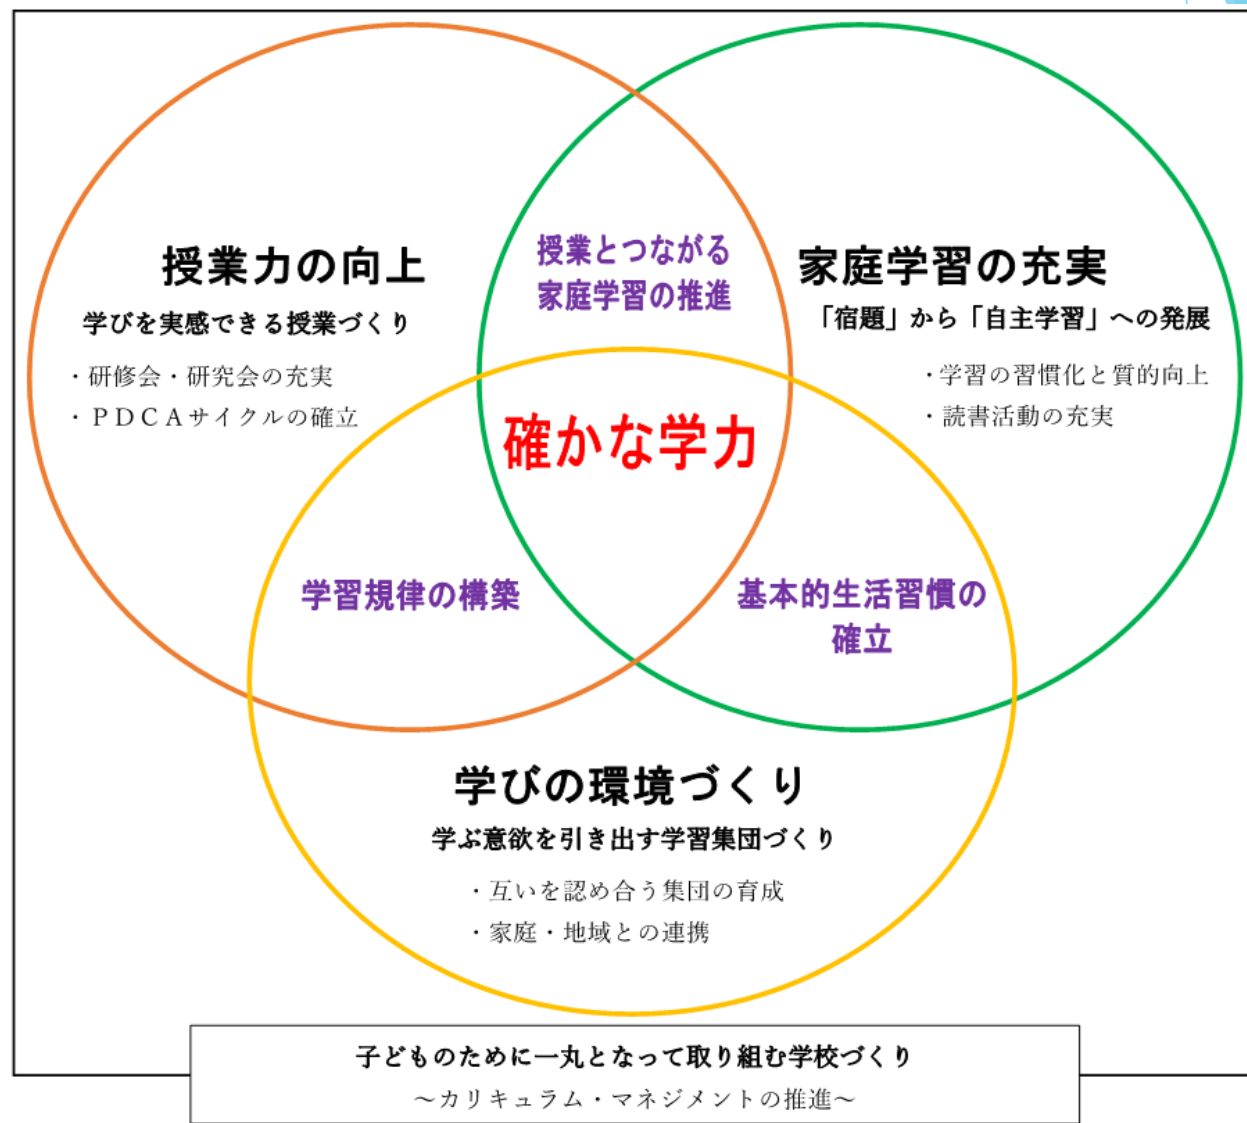 授業力の向上
学びを実感できる授業づくり
・研修会・研究会の充実
・ＰＤＣＡサイクルの確立
授業とつながる
家庭学習の推進
家庭学習の充実
「宿題」から「自主学習」への発展
・学習の習慣化と質的向上
・読書活動の充実
確かな学力
学習規律の構築
基本的生活習慣の
確立
学びの環境づくり
学ぶ意欲を引き出す学習集団づくり
・互いを認め合う集団の育成
・家庭・地域との連携
子どものために一丸となって取り組む学校づくり
～カリキュラム・マネジメントの推進～